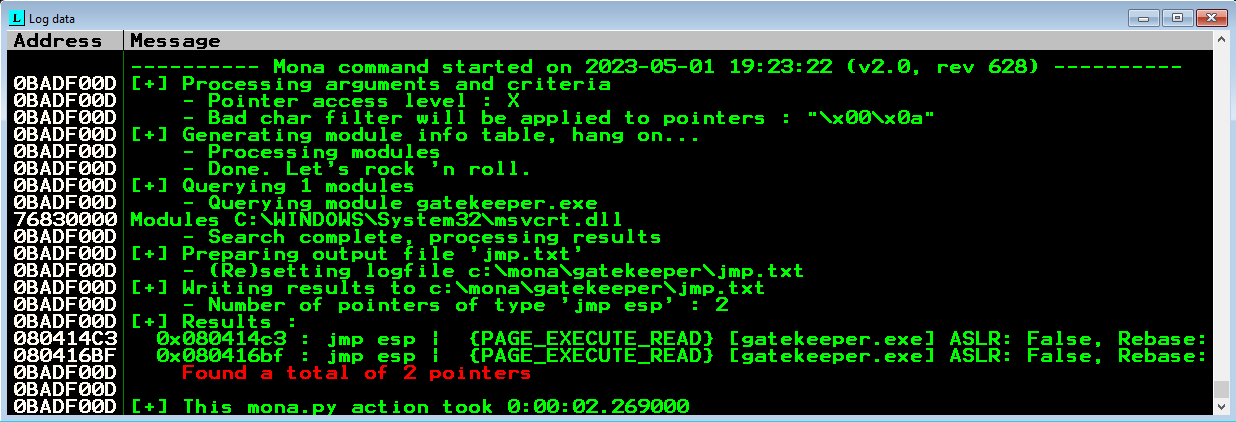 L Log data
Address Message
---------- Mona command started on 2023-05-01 19:23:22 (v2.0, rev 628) ----------
0BADF00D [+] Processing arguments and criteria
0BADF00D - Pointer access level : X
0BADF00D - Bad char filter will be applied to pointers : "\x00\x0a"
0BADF00D [+] Generating module info table, hang on...
0BADF00D - Processing modules
0BADF00D - Done. Let's rock 'n roll.
0BADF00D [+] Querying 1 modules
0BADF00D - Querying module gatekeeper.exe
76830000 Modules C:\WINDOWS\System32\msvcrt.dll
0BADF00D - Search complete, processing results
0BADF00D [+] Preparing output file 'jmp.txt'
0BADF00D - (Re)setting logfile c:\mona\gatekeeper\jmp.txt
0BADF00D [+] Writing results to c:\mona\gatekeeper\jmp.txt
0BADF00D - Number of pointers of type 'jmp esp' : 2
0BADF00D [+] Results :
080414C3 0x080414c3 : jmp esp | {PAGE_EXECUTE_READ} [gatekeeper.exe] ASLR: False, Rebase:
080416BF 0x080416bf : jmp esp | {PAGE_EXECUTE_READ} [gatekeeper.exe] ASLR: False, Rebase:
0BADF00D Found a total of 2 pointers
0BADF00D
0BADF00D [+] This mona.py action took 0:00:02.269000